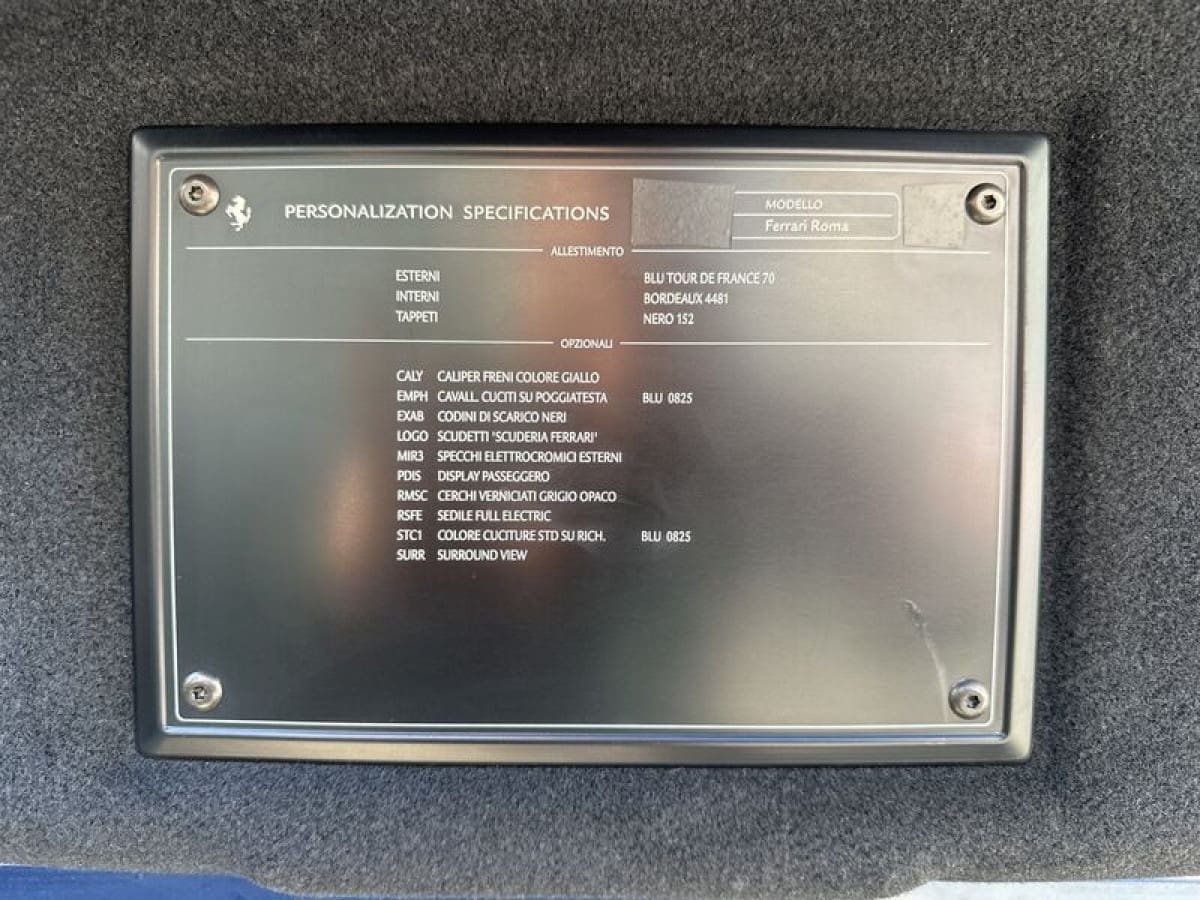 PERSONALIZATION SPECIFICATIONS
MODELLO
Ferrari Roma
ALLESTIMENTO
ESTERNI BLU TOUR DE FRANCE 70
INTERNI BORDEAUX 4481
TAPPETI NERO 152
OPZIONALI
CALY CALIPER FRENI COLORE GIALLO
EMPH CAVALL. CUCITI SU POGGIATESTA BLU 0825
EXAB CODINI DI SCARICO NERI
LOGO SCUDETTI "SCUDERIA FERRARI"
MIR3 SPECCHI ELETTROCROMICI ESTERNI
PDIS DISPLAY PASSEGGERO
RMSC CERCHI VERNICIATI GRIGIO OPACO
RSFE SEDILE FULL ELECTRIC
STC1 COLORE CUCITURE STD SU RICH. BLU 0825
SURR SURROUND VIEW